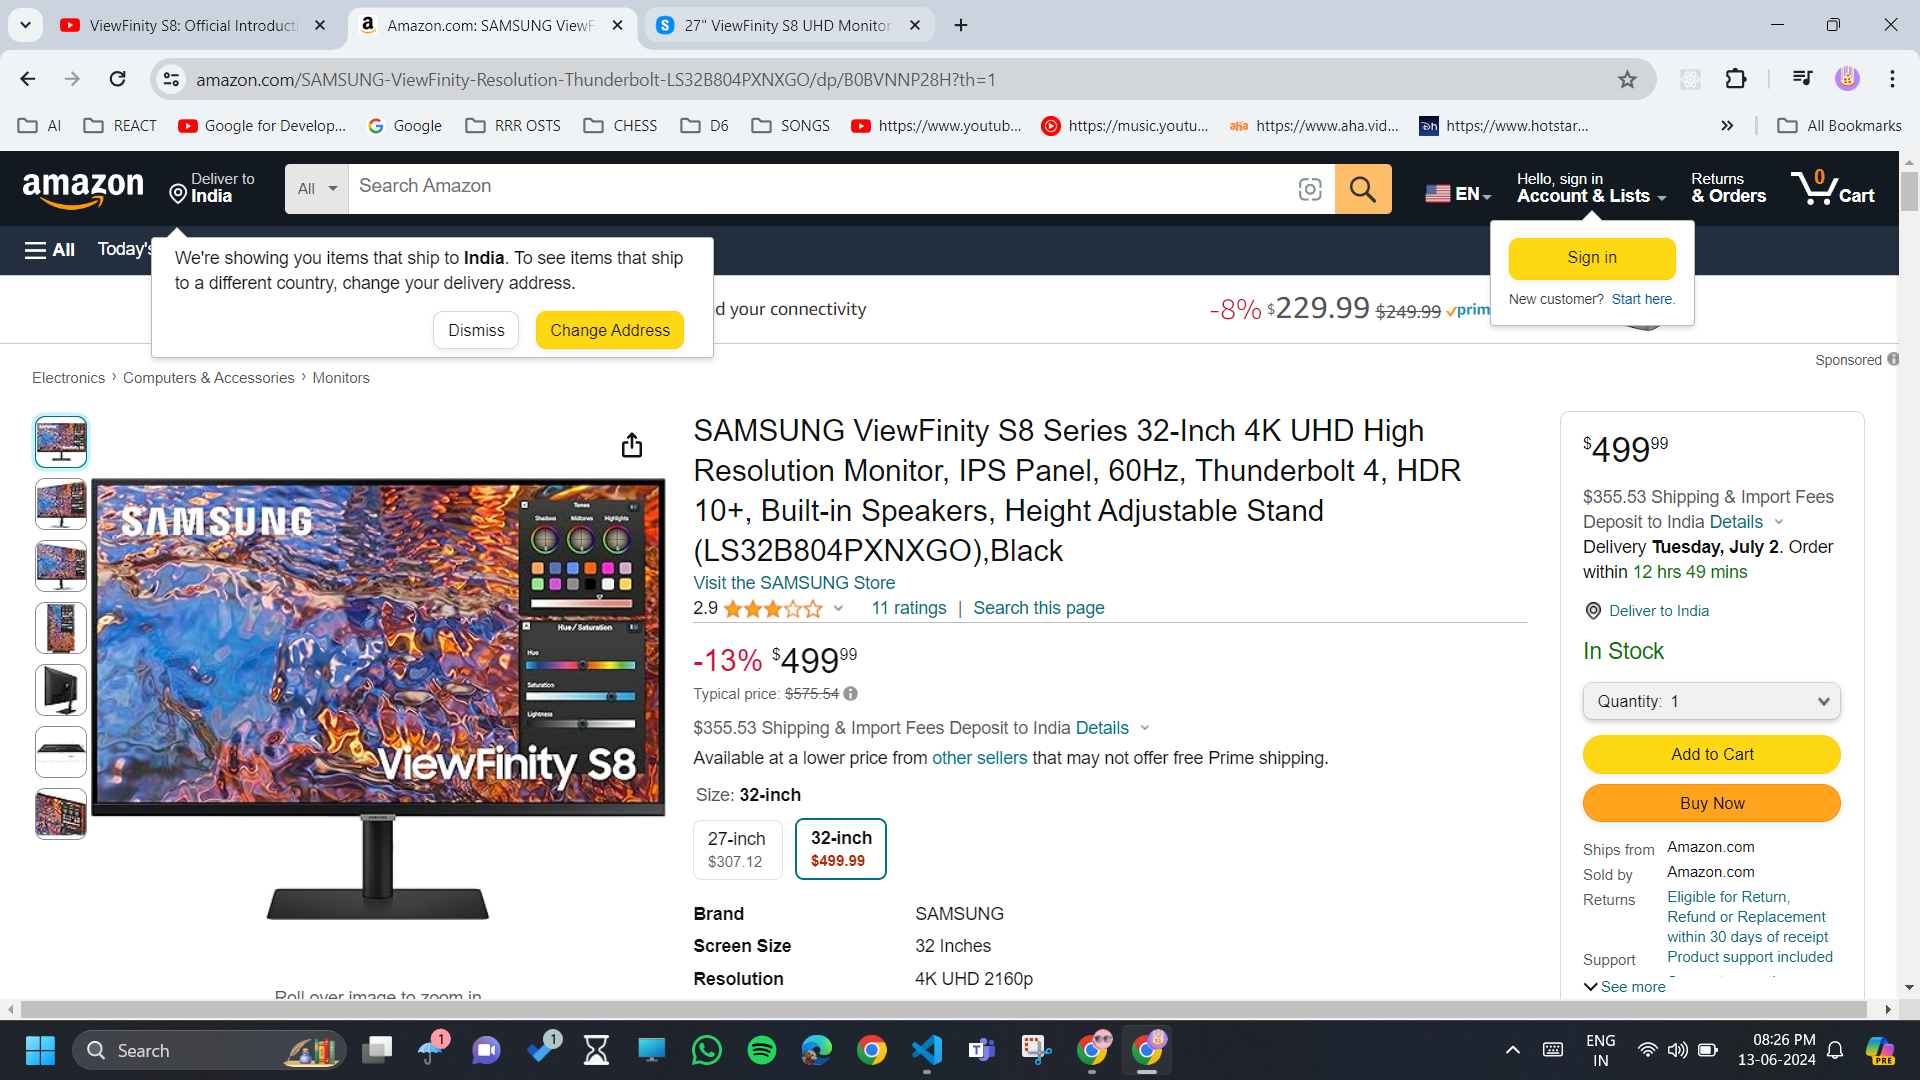 ViewFinity S8: Official Introducti
Amazon.com: SAMSUNG ViewF
27" ViewFinity S8 UHD Monitor
amazon.com/SAMSUNG-ViewFinity-Resolution-Thunderbolt-LS32B804PXNXGO/dp/B0BVNNP28H?th=1
AI
REACT
Google for Develop...
Google
RRR OSTS
CHESS
D6
SONGS
https://www.youtub...
https://music.youtu...
https://www.aha.vid...
https://www.hotstar...
All Bookmarks
amazon
Deliver to
India
All
Search Amazon
EN
Hello, sign in
Account & Lists
Returns
& Orders
0
Cart
All
Today's
We're showing you items that ship to India. To see items that ship
to a different country, change your delivery address.
Dismiss
Change Address
Sign in
New customer? Start here.
d your connectivity
-8% $229.99 $249.99 prim
Sponsored
Electronics › Computers & Accessories › Monitors
SAMSUNG
Tones
Shadows Midtones Highlights
Hue / Saturation
Hue
Saturation
Lightness
ViewFinity S8
SAMSUNG
Roll over image to zoom in
SAMSUNG ViewFinity S8 Series 32-Inch 4K UHD High
Resolution Monitor, IPS Panel, 60Hz, Thunderbolt 4, HDR
10+, Built-in Speakers, Height Adjustable Stand
(LS32B804PXNXGO),Black
Visit the SAMSUNG Store
2.9
11 ratings | Search this page
-13% $499 99
Typical price: $575.54
$355.53 Shipping & Import Fees Deposit to India Details
Available at a lower price from other sellers that may not offer free Prime shipping.
Size: 32-inch
27-inch
$307.12
32-inch
$499.99
Brand SAMSUNG
Screen Size 32 Inches
Resolution 4K UHD 2160p
$499 99
$355.53 Shipping & Import Fees
Deposit to India Details
Delivery Tuesday, July 2. Order
within 12 hrs 49 mins
Deliver to India
In Stock
Quantity: 1
Add to Cart
Buy Now
Ships from Amazon.com
Sold by Amazon.com
Returns Eligible for Return,
Refund or Replacement
within 30 days of receipt
Support Product support included
See more
Search
1
1
ENG
IN
08:26 PM
13-06-2024
PRE